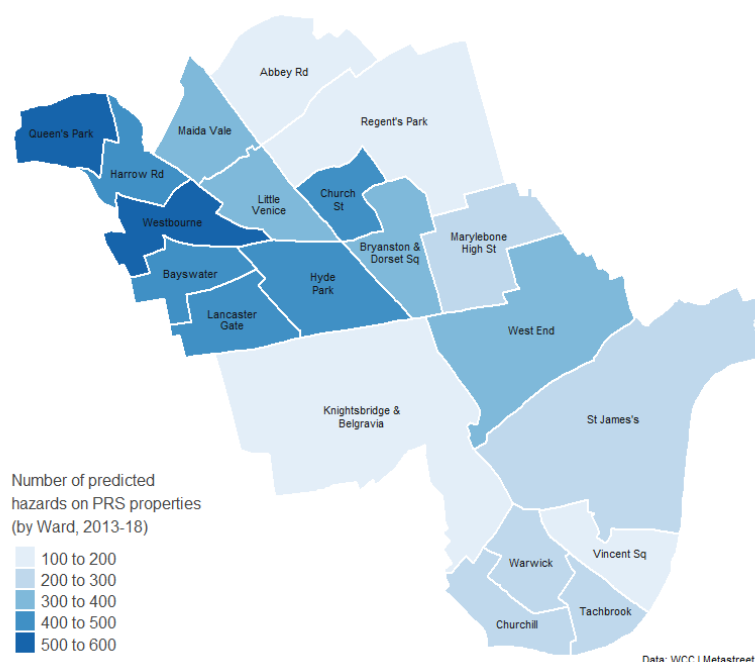 Abbey Rd
Regent's Park
Queen's Park
Maida Vale
Harrow Rd
Little
Venice
Church
St
Westbourne
Bryanston &
Dorset Sq
Marylebone
High St
Bayswater
Hyde
Park
Lancaster
Gate
West End
Knightsbridge &
Belgravia
St James's
Number of predicted
hazards on PRS properties
(by Ward, 2013-18)
100 to 200
200 to 300
300 to 400
400 to 500
500 to 600
Vincent Sq
Warwick
Tachbrook
Churchill
Data: WCC | Metastreet